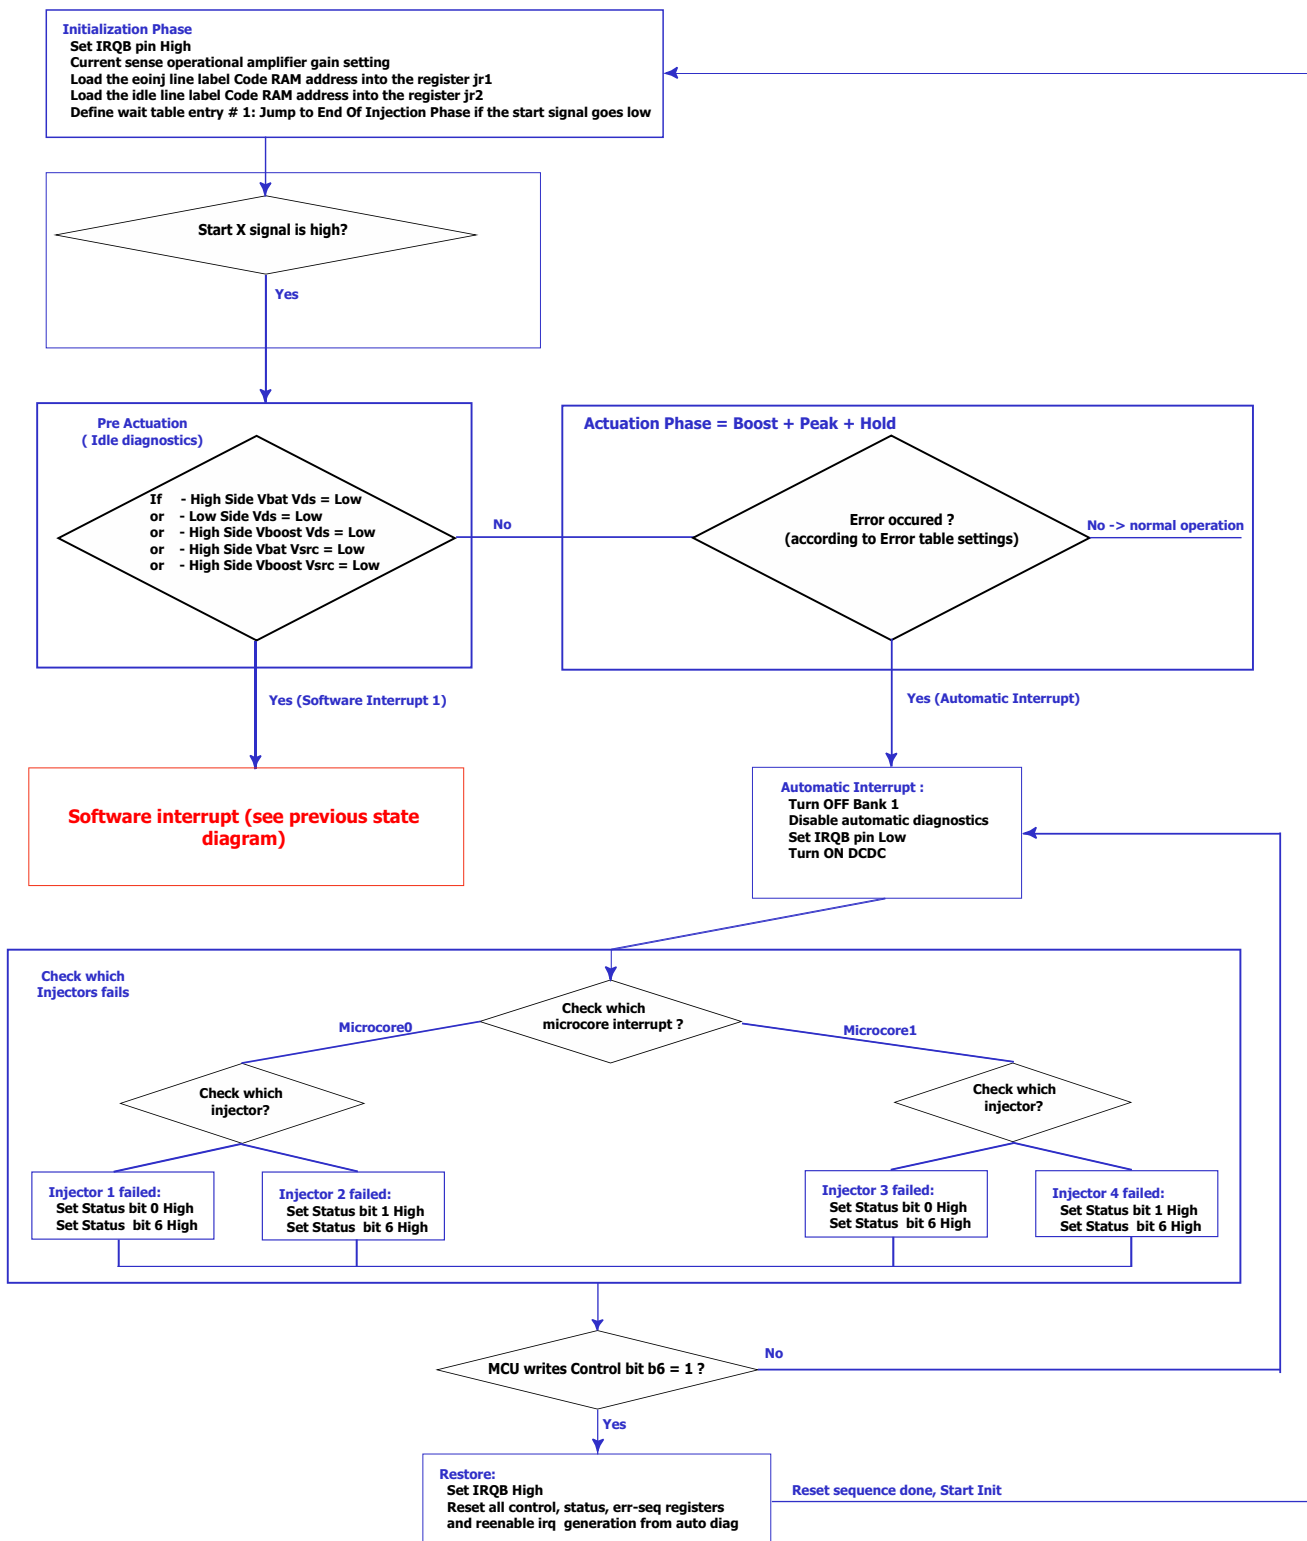 Initialization Phase
Set IRQB pin High
Current sense operational amplifier gain setting
Load the eoinj line label Code RAM address into the register jr1
Load the idle line label Code RAM address into the register jr2
Define wait table entry # 1: Jump to End Of Injection Phase if the start signal goes low
Start X signal is high?
Yes
Pre Actuation
( Idle diagnostics)
If - High Side Vbat Vds = Low
or - Low Side Vds = Low
or - High Side Vboost Vds = Low
or - High Side Vbat Vsrc = Low
or - High Side Vboost Vsrc = Low
No
Actuation Phase = Boost + Peak + Hold
Error occured ?
(according to Error table settings)
No -> normal operation
Yes (Software Interrupt 1)
Yes (Automatic Interrupt)
Software interrupt (see previous state
diagram)
Automatic Interrupt :
Turn OFF Bank 1
Disable automatic diagnostics
Set IRQB pin Low
Turn ON DCDC
Check which
Injectors fails
Check which
microcore interrupt ?
Microcore0
Microcore1
Check which
injector?
Check which
injector?
Injector 1 failed:
Set Status bit 0 High
Set Status bit 6 High
Injector 2 failed:
Set Status bit 1 High
Set Status bit 6 High
Injector 3 failed:
Set Status bit 0 High
Set Status bit 6 High
Injector 4 failed:
Set Status bit 1 High
Set Status bit 6 High
MCU writes Control bit b6 = 1 ?
No
Yes
Restore:
Set IRQB High
Reset all control, status, err-seq registers
and reenable irq generation from auto diag
Reset sequence done, Start Init